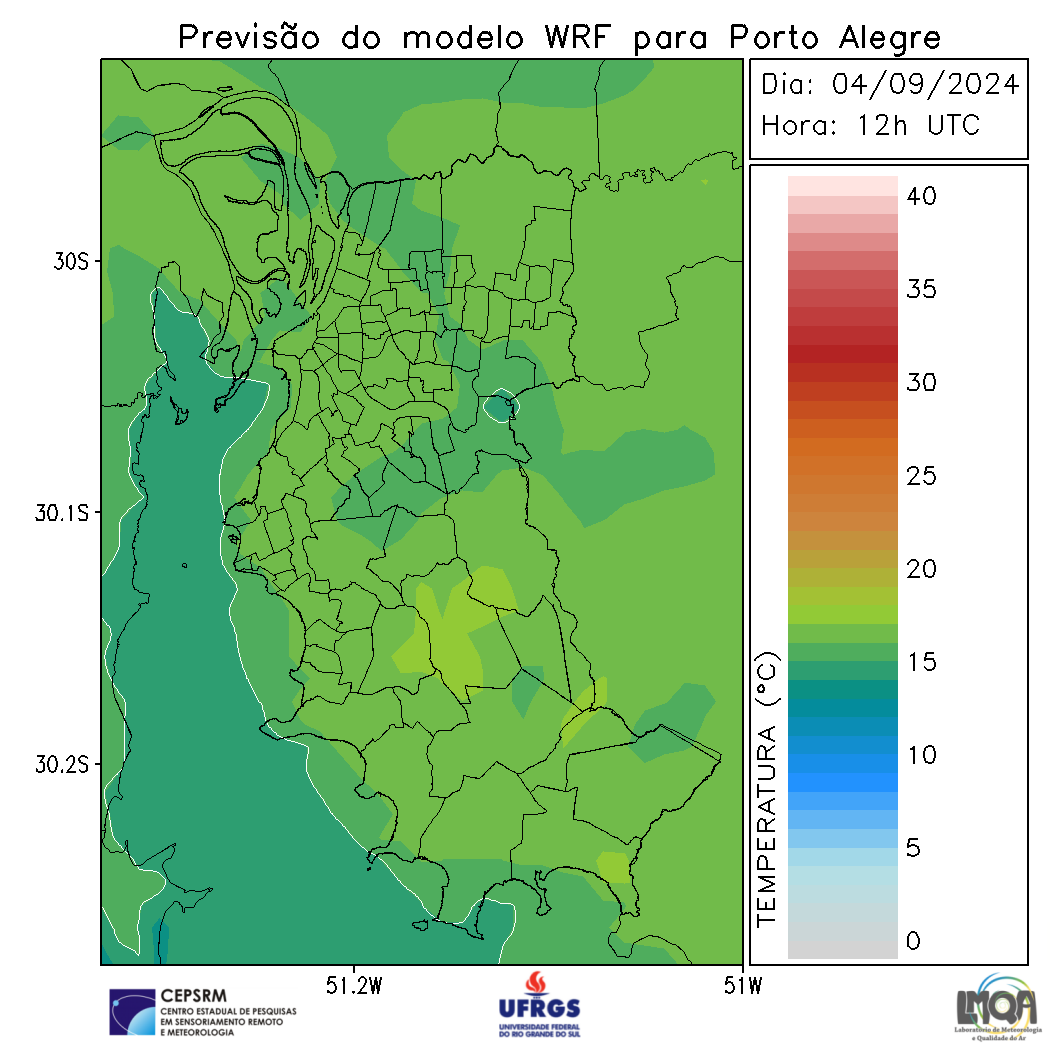 Previsão do modelo WRF para Porto Alegre
Dia: 04/09/2024
Hora: 12h UTC
40
35
30
25
20
15
10
5
0
TEMPERATURA (°C)
30S
30.1S
30.2S
51.2W
51W
CEPSRM
CENTRO ESTADUAL DE PESQUISAS
EM SENSORIAMENTO REMOTO
E METEOROLOGIA
UFRGS
UNIVERSIDADE FEDERAL
DO RIO GRANDE DO SUL
LMQA
Laboratório de Meteorologia
e Qualidade do Ar